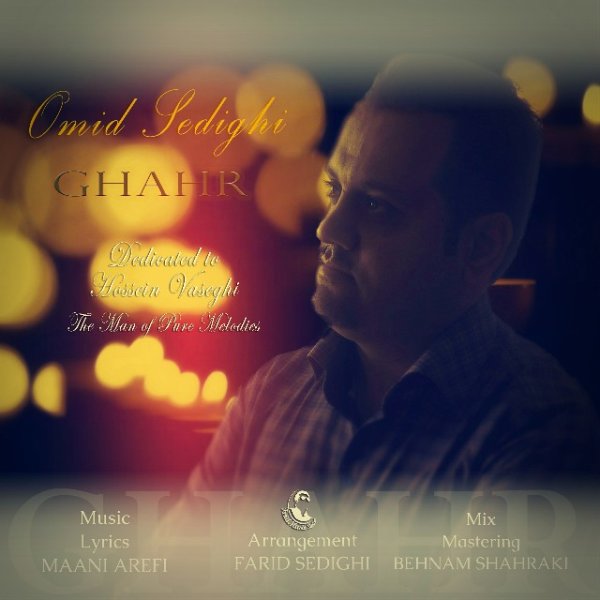 Omid Sedighi
GHAHR
Dedicated to
Hossein Vaseghi
The Man of Pure Melodies
GHAHR
Music
Lyrics
MAANI AREFI
Arrangement
FARID SEDIGHI
Mix
Mastering
BEHNAM SHAHRAKI